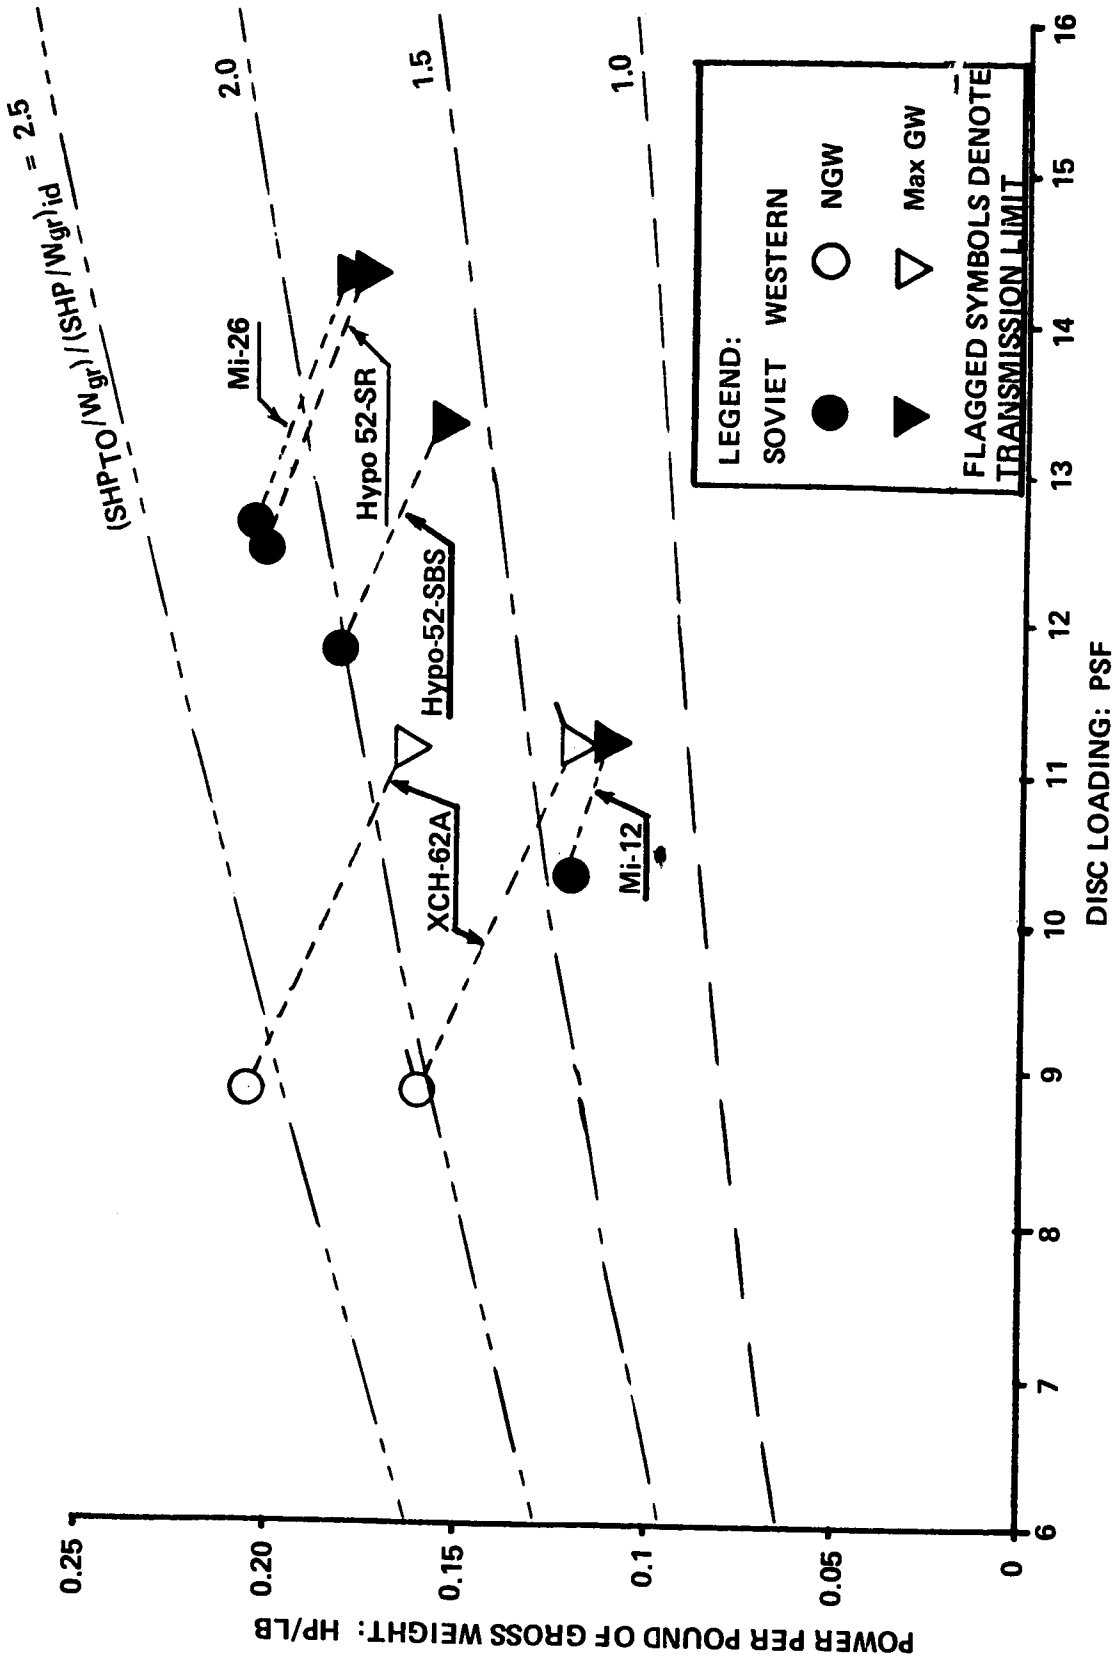 POWER PER POUND OF GROSS WEIGHT: HP/LB
0.25
0.20
0.15
0.1
0.05
0
6
7
8
9
10
11
12
13
14
15
16
DISC LOADING: PSF
(SHPTO/Wgr)/(SHP/Wgr)id = 2.5
2.0
1.5
1.0
Mi-26
Hypo 52-SR
Hypo-52-SBS
XCH-62A
Mi-12
LEGEND:
SOVIET WESTERN
NGW
Max GW
FLAGGED SYMBOLS DENOTE
TRANSMISSION LIMIT